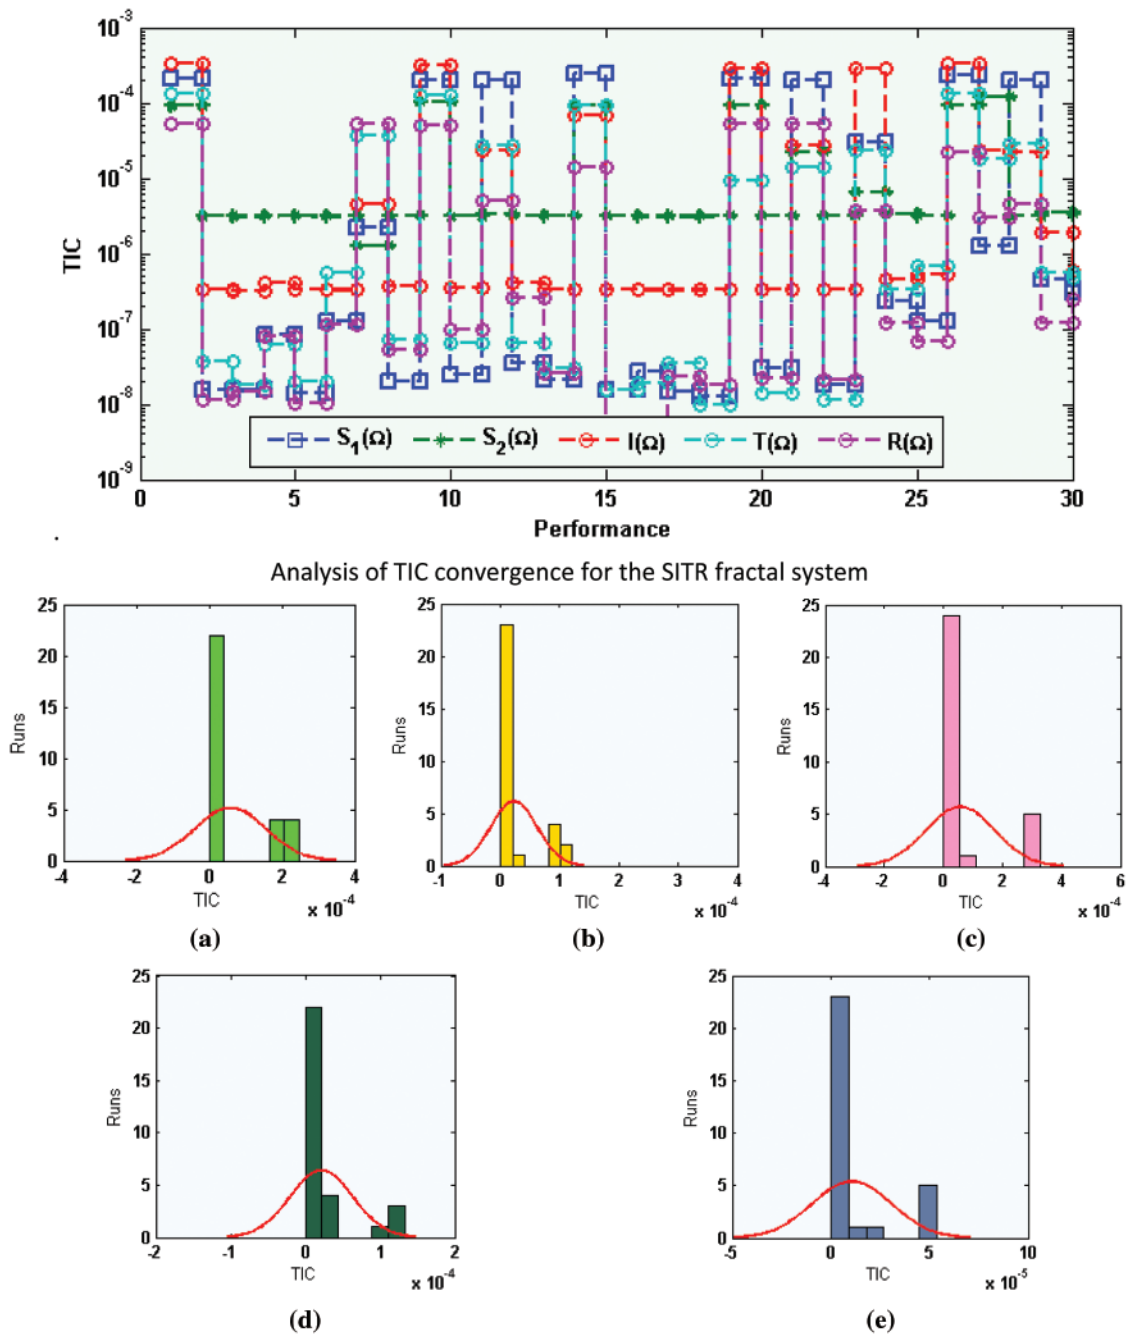 10^-3
10^-4
10^-5
10^-6
10^-7
10^-8
10^-9
TIC
S_1(Ω) S_2(Ω) I(Ω) T(Ω) R(Ω)
0 5 10 15 20 25 30
Performance
.
Analysis of TIC convergence for the SITR fractal system
25
20
15
10
5
0
Runs
-4 -2 0 2 4
TIC
x 10^-4
(a)
25
20
15
10
5
0
Runs
-1 0 1 2 3 4
TIC
x 10^-4
(b)
25
20
15
10
5
0
Runs
-4 -2 0 2 4 6
TIC
x 10^-4
(c)
25
20
15
10
5
0
Runs
-2 -1 0 1 2
TIC
x 10^-4
(d)
25
20
15
10
5
0
Runs
-5 0 5 10
TIC
x 10^-5
(e)